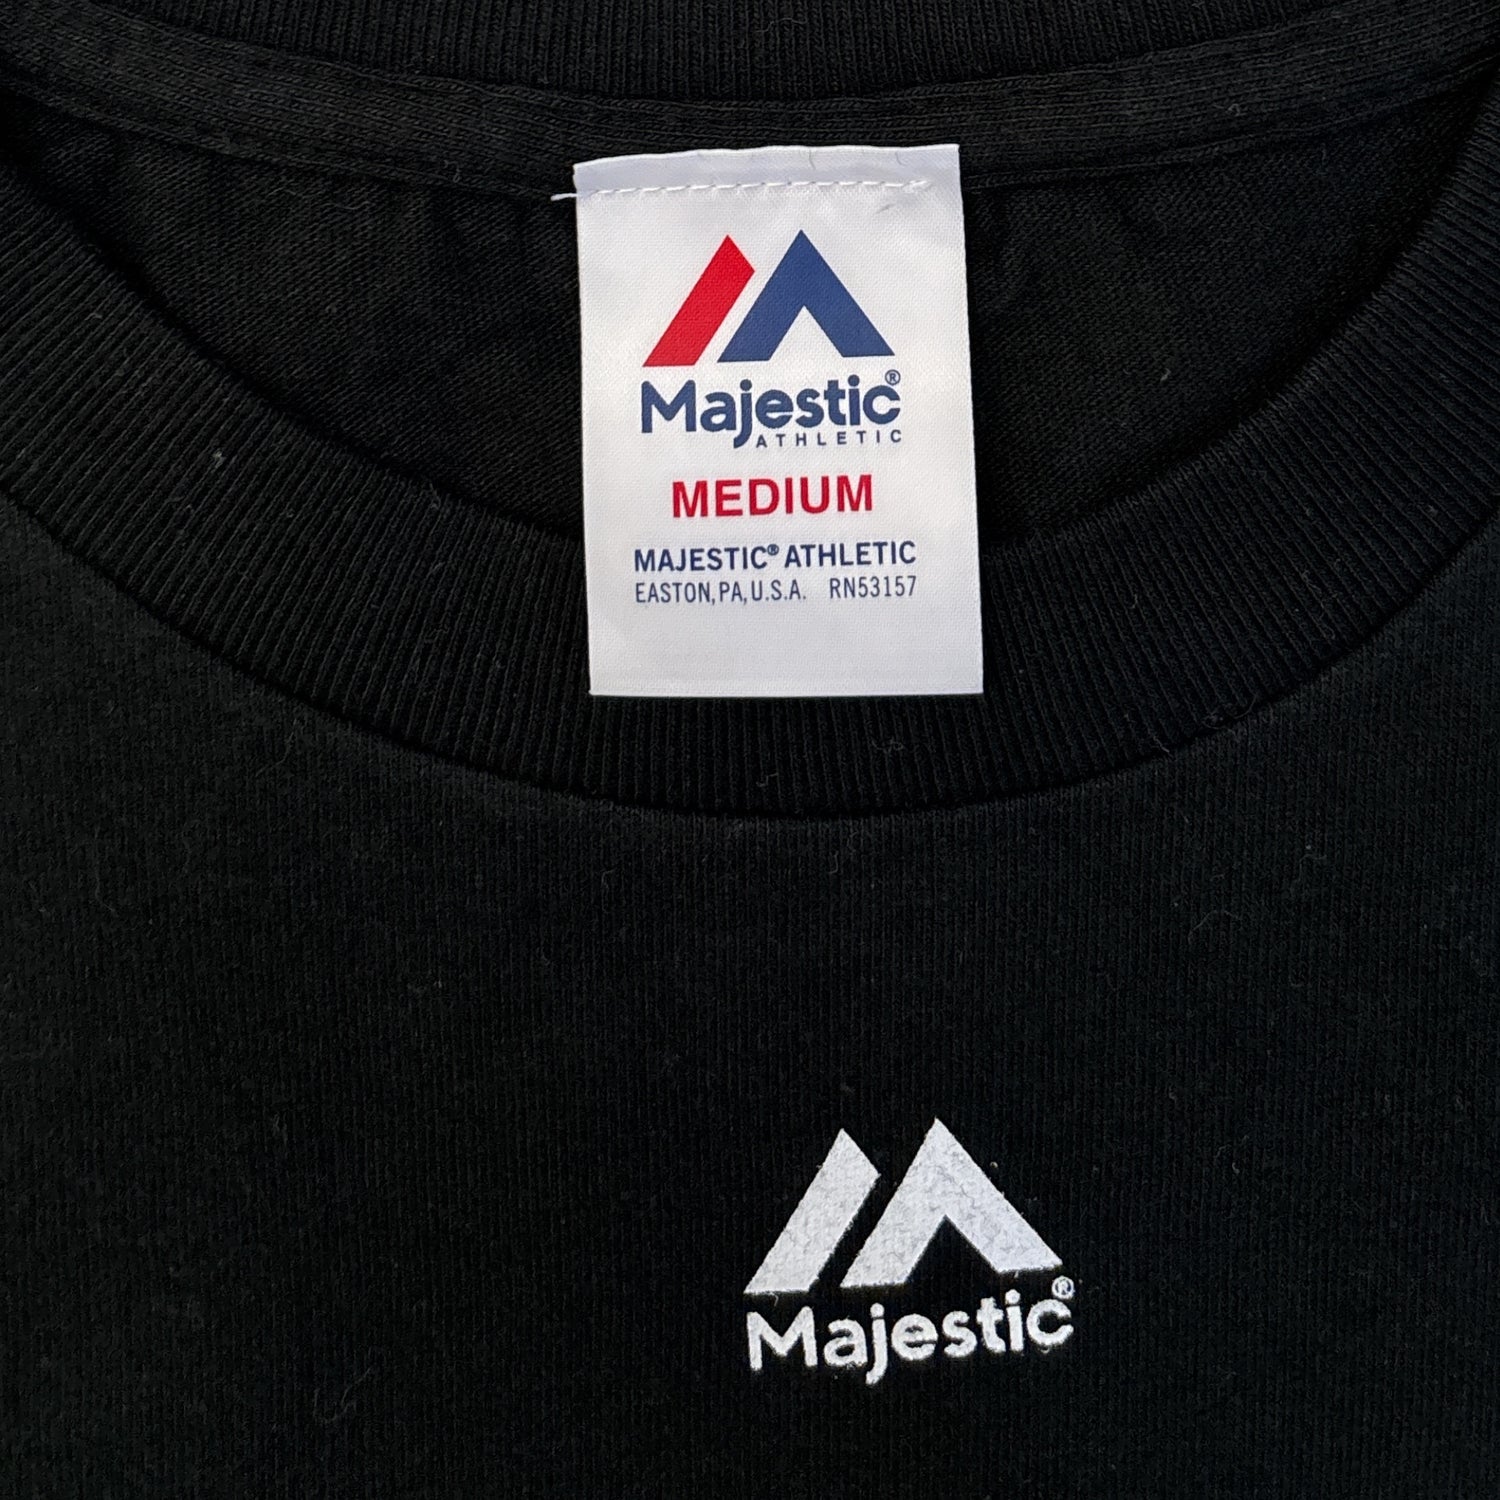 Majestic®
ATHLETIC
MEDIUM
MAJESTIC® ATHLETIC
EASTON, PA, U.S.A. RN53157
Majestic®